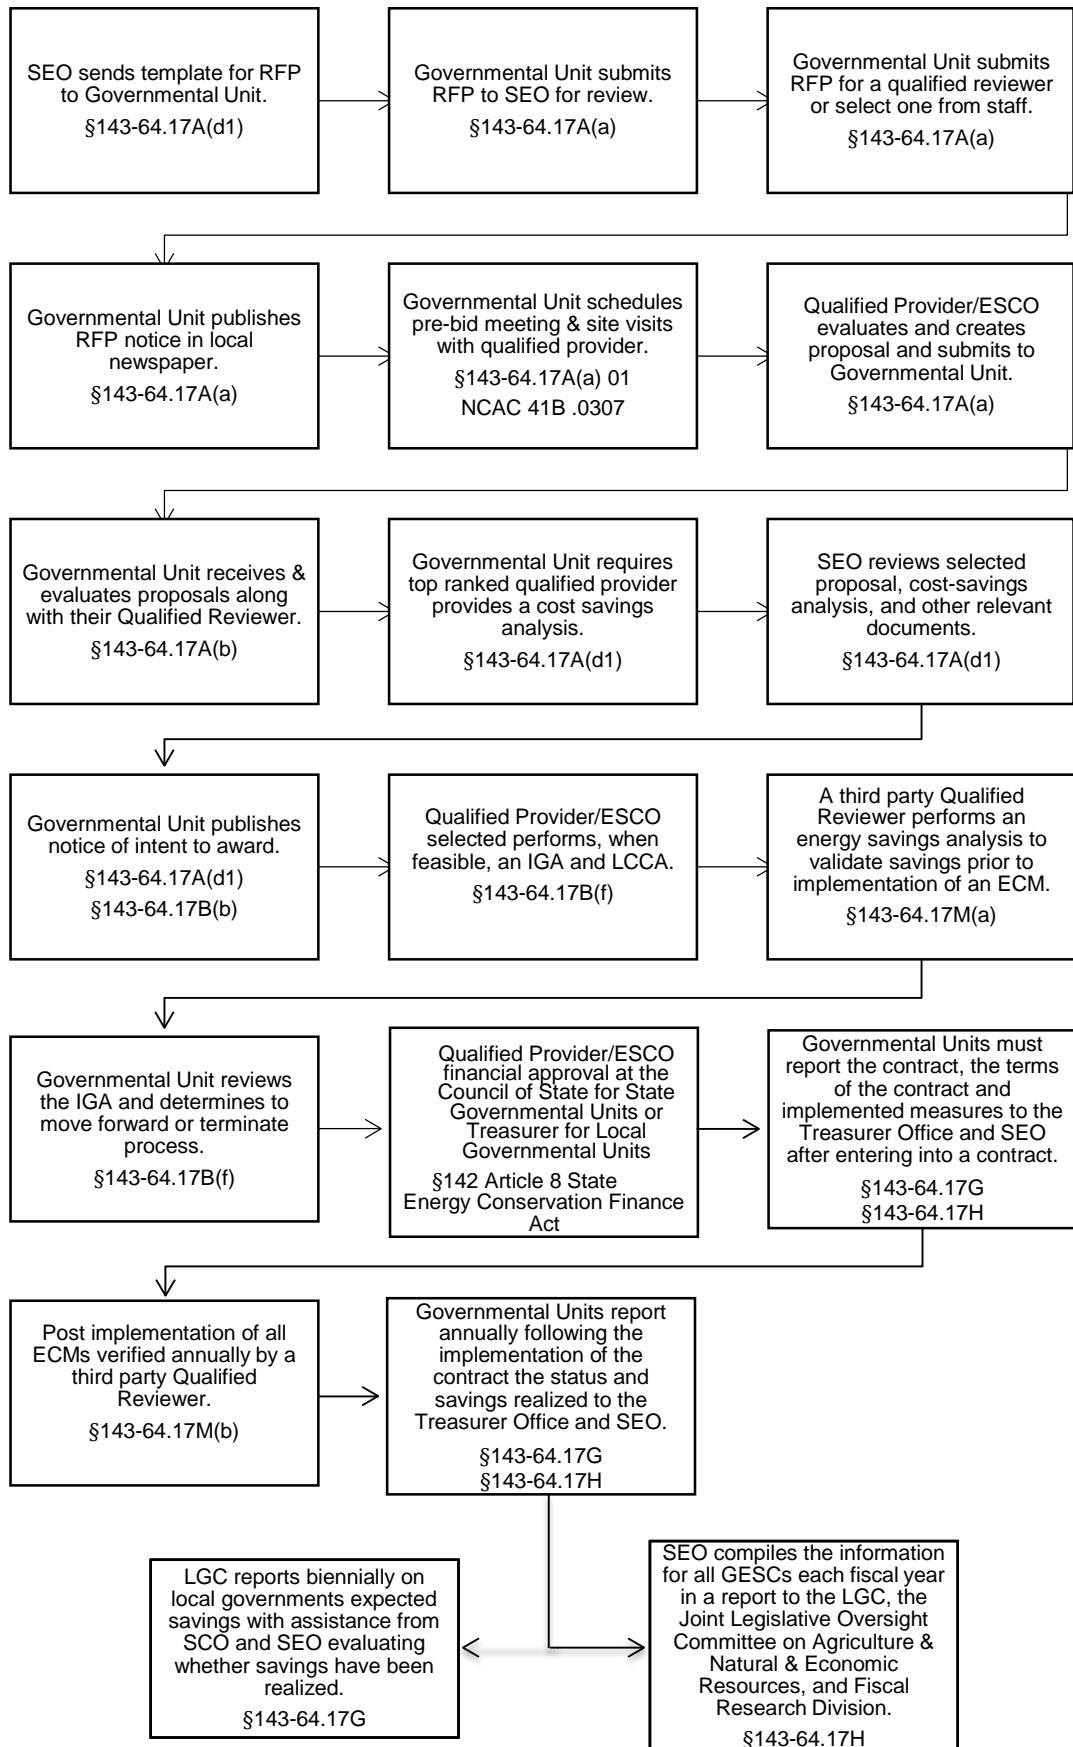 SEO sends template for RFP
to Governmental Unit.
§143-64.17A(d1)
Governmental Unit submits
RFP to SEO for review.
§143-64.17A(a)
Governmental Unit submits
RFP for a qualified reviewer
or select one from staff.
§143-64.17A(a)
Governmental Unit publishes
RFP notice in local
newspaper.
§143-64.17A(a)
Governmental Unit schedules
pre-bid meeting & site visits
with qualified provider.
§143-64.17A(a) 01
NCAC 41B .0307
Qualified Provider/ESCO
evaluates and creates
proposal and submits to
Governmental Unit.
§143-64.17A(a)
Governmental Unit receives &
evaluates proposals along
with their Qualified Reviewer.
§143-64.17A(b)
Governmental Unit requires
top ranked qualified provider
provides a cost savings
analysis.
§143-64.17A(d1)
SEO reviews selected
proposal, cost-savings
analysis, and other relevant
documents.
§143-64.17A(d1)
Governmental Unit publishes
notice of intent to award.
§143-64.17A(d1)
§143-64.17B(b)
Qualified Provider/ESCO
selected performs, when
feasible, an IGA and LCCA.
§143-64.17B(f)
A third party Qualified
Reviewer performs an
energy savings analysis to
validate savings prior to
implementation of an ECM.
§143-64.17M(a)
Governmental Unit reviews
the IGA and determines to
move forward or terminate
process.
§143-64.17B(f)
Qualified Provider/ESCO
financial approval at the
Council of State for State
Governmental Units or
Treasurer for Local
Governmental Units
§142 Article 8 State
Energy Conservation Finance
Act
Governmental Units must
report the contract, the terms
of the contract and
implemented measures to the
Treasurer Office and SEO
after entering into a contract.
§143-64.17G
§143-64.17H
Post implementation of all
ECMs verified annually by a
third party Qualified
Reviewer.
§143-64.17M(b)
Governmental Units report
annually following the
implementation of the
contract the status and
savings realized to the
Treasurer Office and SEO.
§143-64.17G
§143-64.17H
LGC reports biennially on
local governments expected
savings with assistance from
SCO and SEO evaluating
whether savings have been
realized.
§143-64.17G
SEO compiles the information
for all GESCs each fiscal year
in a report to the LGC, the
Joint Legislative Oversight
Committee on Agriculture &
Natural & Economic
Resources, and Fiscal
Research Division.
§143-64.17H